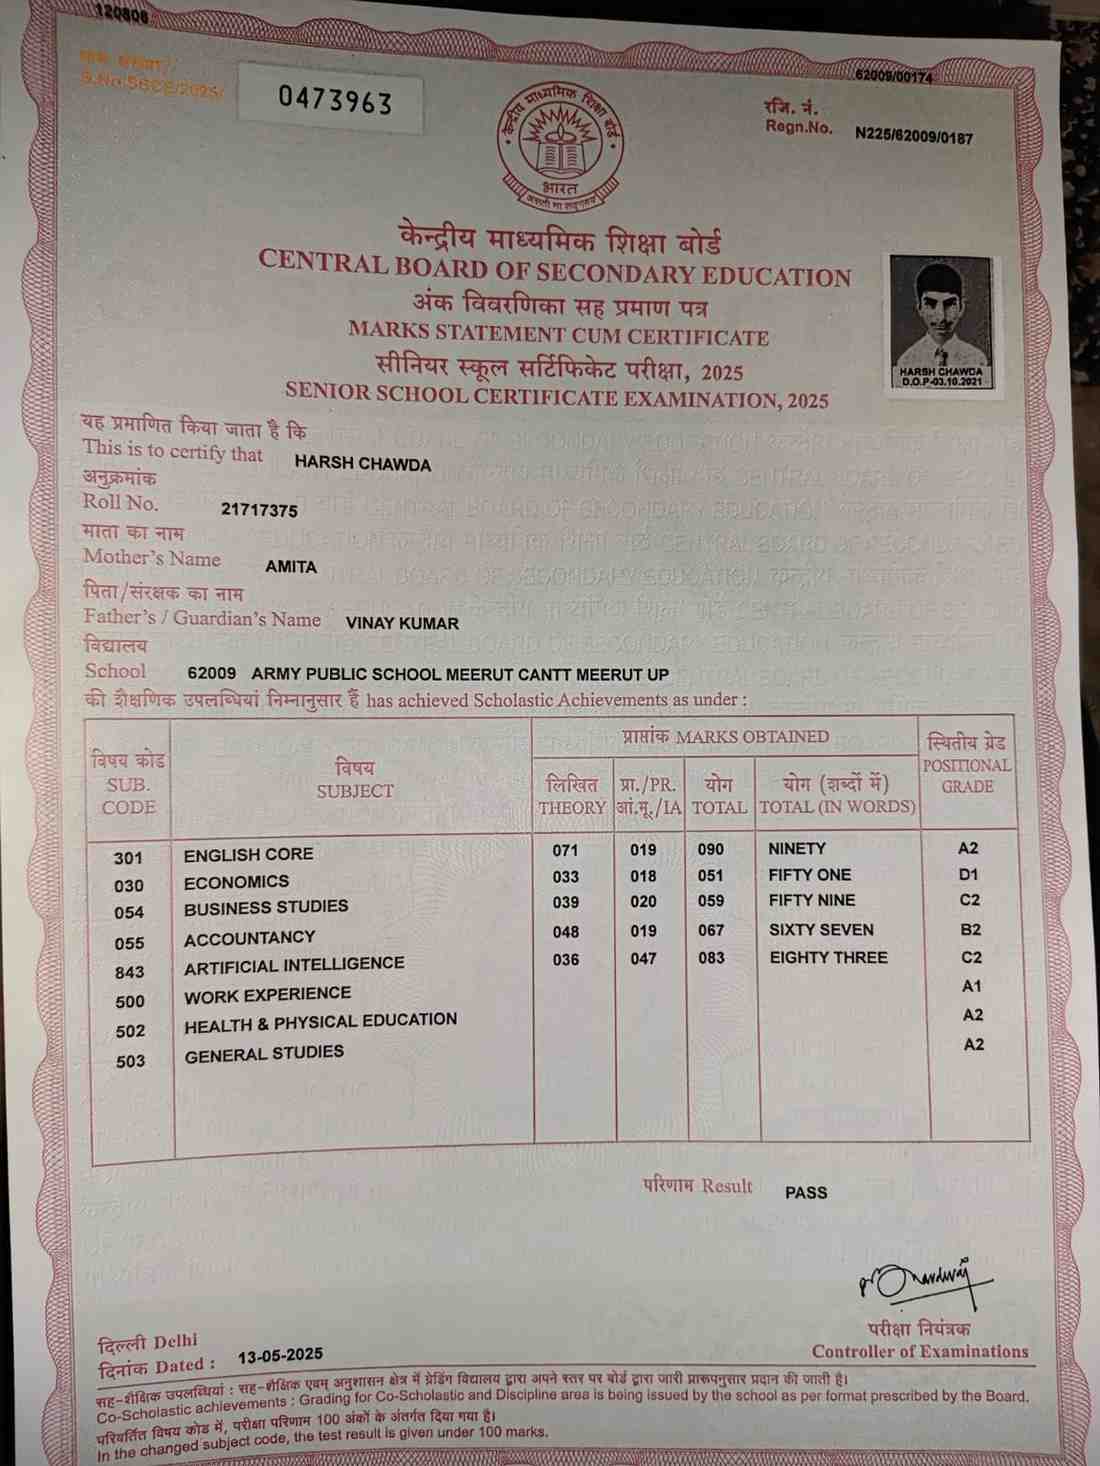 120806
62009/00174
S.No.SSCE/2025/
0473963
रजि. नं.
Regn.No. N225/62009/0187
केन्द्रीय माध्यमिक शिक्षा बोर्ड
भारत
केन्द्रीय माध्यमिक शिक्षा बोर्ड
CENTRAL BOARD OF SECONDARY EDUCATION
अंक विवरणिका सह प्रमाण पत्र
MARKS STATEMENT CUM CERTIFICATE
सीनियर स्कूल सर्टिफिकेट परीक्षा, 2025
SENIOR SCHOOL CERTIFICATE EXAMINATION, 2025
HARSH CHAWDA
D.O.P-03.10.2021
यह प्रमाणित किया जाता है कि
This is to certify that HARSH CHAWDA
अनुक्रमांक
Roll No. 21717375
माता का नाम
Mother's Name AMITA
पिता/संरक्षक का नाम
Father's / Guardian's Name VINAY KUMAR
विद्यालय
School 62009 ARMY PUBLIC SCHOOL MEERUT CANTT MEERUT UP
की शैक्षणिक उपलब्धियां निम्नानुसार हैं has achieved Scholastic Achievements as under :
विषय कोड SUB. CODE
विषय SUBJECT
प्राप्तांक MARKS OBTAINED
लिखित THEORY
प्रा./PR. आं.मू./IA
योग TOTAL
योग (शब्दों में) TOTAL (IN WORDS)
स्थितीय ग्रेड POSITIONAL GRADE
301 ENGLISH CORE 071 019 090 NINETY A2
030 ECONOMICS 033 018 051 FIFTY ONE D1
054 BUSINESS STUDIES 039 020 059 FIFTY NINE C2
055 ACCOUNTANCY 048 019 067 SIXTY SEVEN B2
843 ARTIFICIAL INTELLIGENCE 036 047 083 EIGHTY THREE C2
500 WORK EXPERIENCE A1
502 HEALTH & PHYSICAL EDUCATION A2
503 GENERAL STUDIES A2
परिणाम Result PASS
दिल्ली Delhi
दिनांक Dated : 13-05-2025
परीक्षा नियंत्रक
Controller of Examinations
सह-शैक्षिक उपलब्धियां : सह-शैक्षिक एवम् अनुशासन क्षेत्र में ग्रेडिंग विद्यालय द्वारा अपने स्तर पर बोर्ड द्वारा जारी प्रारूपनुसार प्रदान की जाती है।
Co-Scholastic achievements : Grading for Co-Scholastic and Discipline area is being issued by the school as per format prescribed by the Board.
परिवर्तित विषय कोड में, परीक्षा परिणाम 100 अंकों के अंतर्गत दिया गया है।
In the changed subject code, the test result is given under 100 marks.